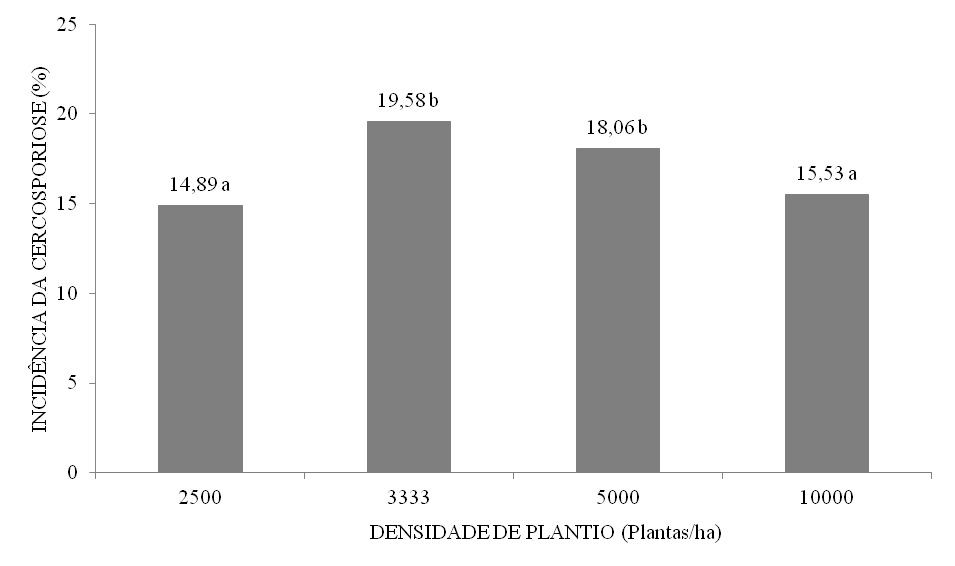 INCIDÊNCIA DA CERCOSPORIOSE (%)
25
20
15
10
5
0
14,89 a
19,58 b
18,06 b
15,53 a
2500
3333
5000
10000
DENSIDADE DE PLANTIO (Plantas/ha)